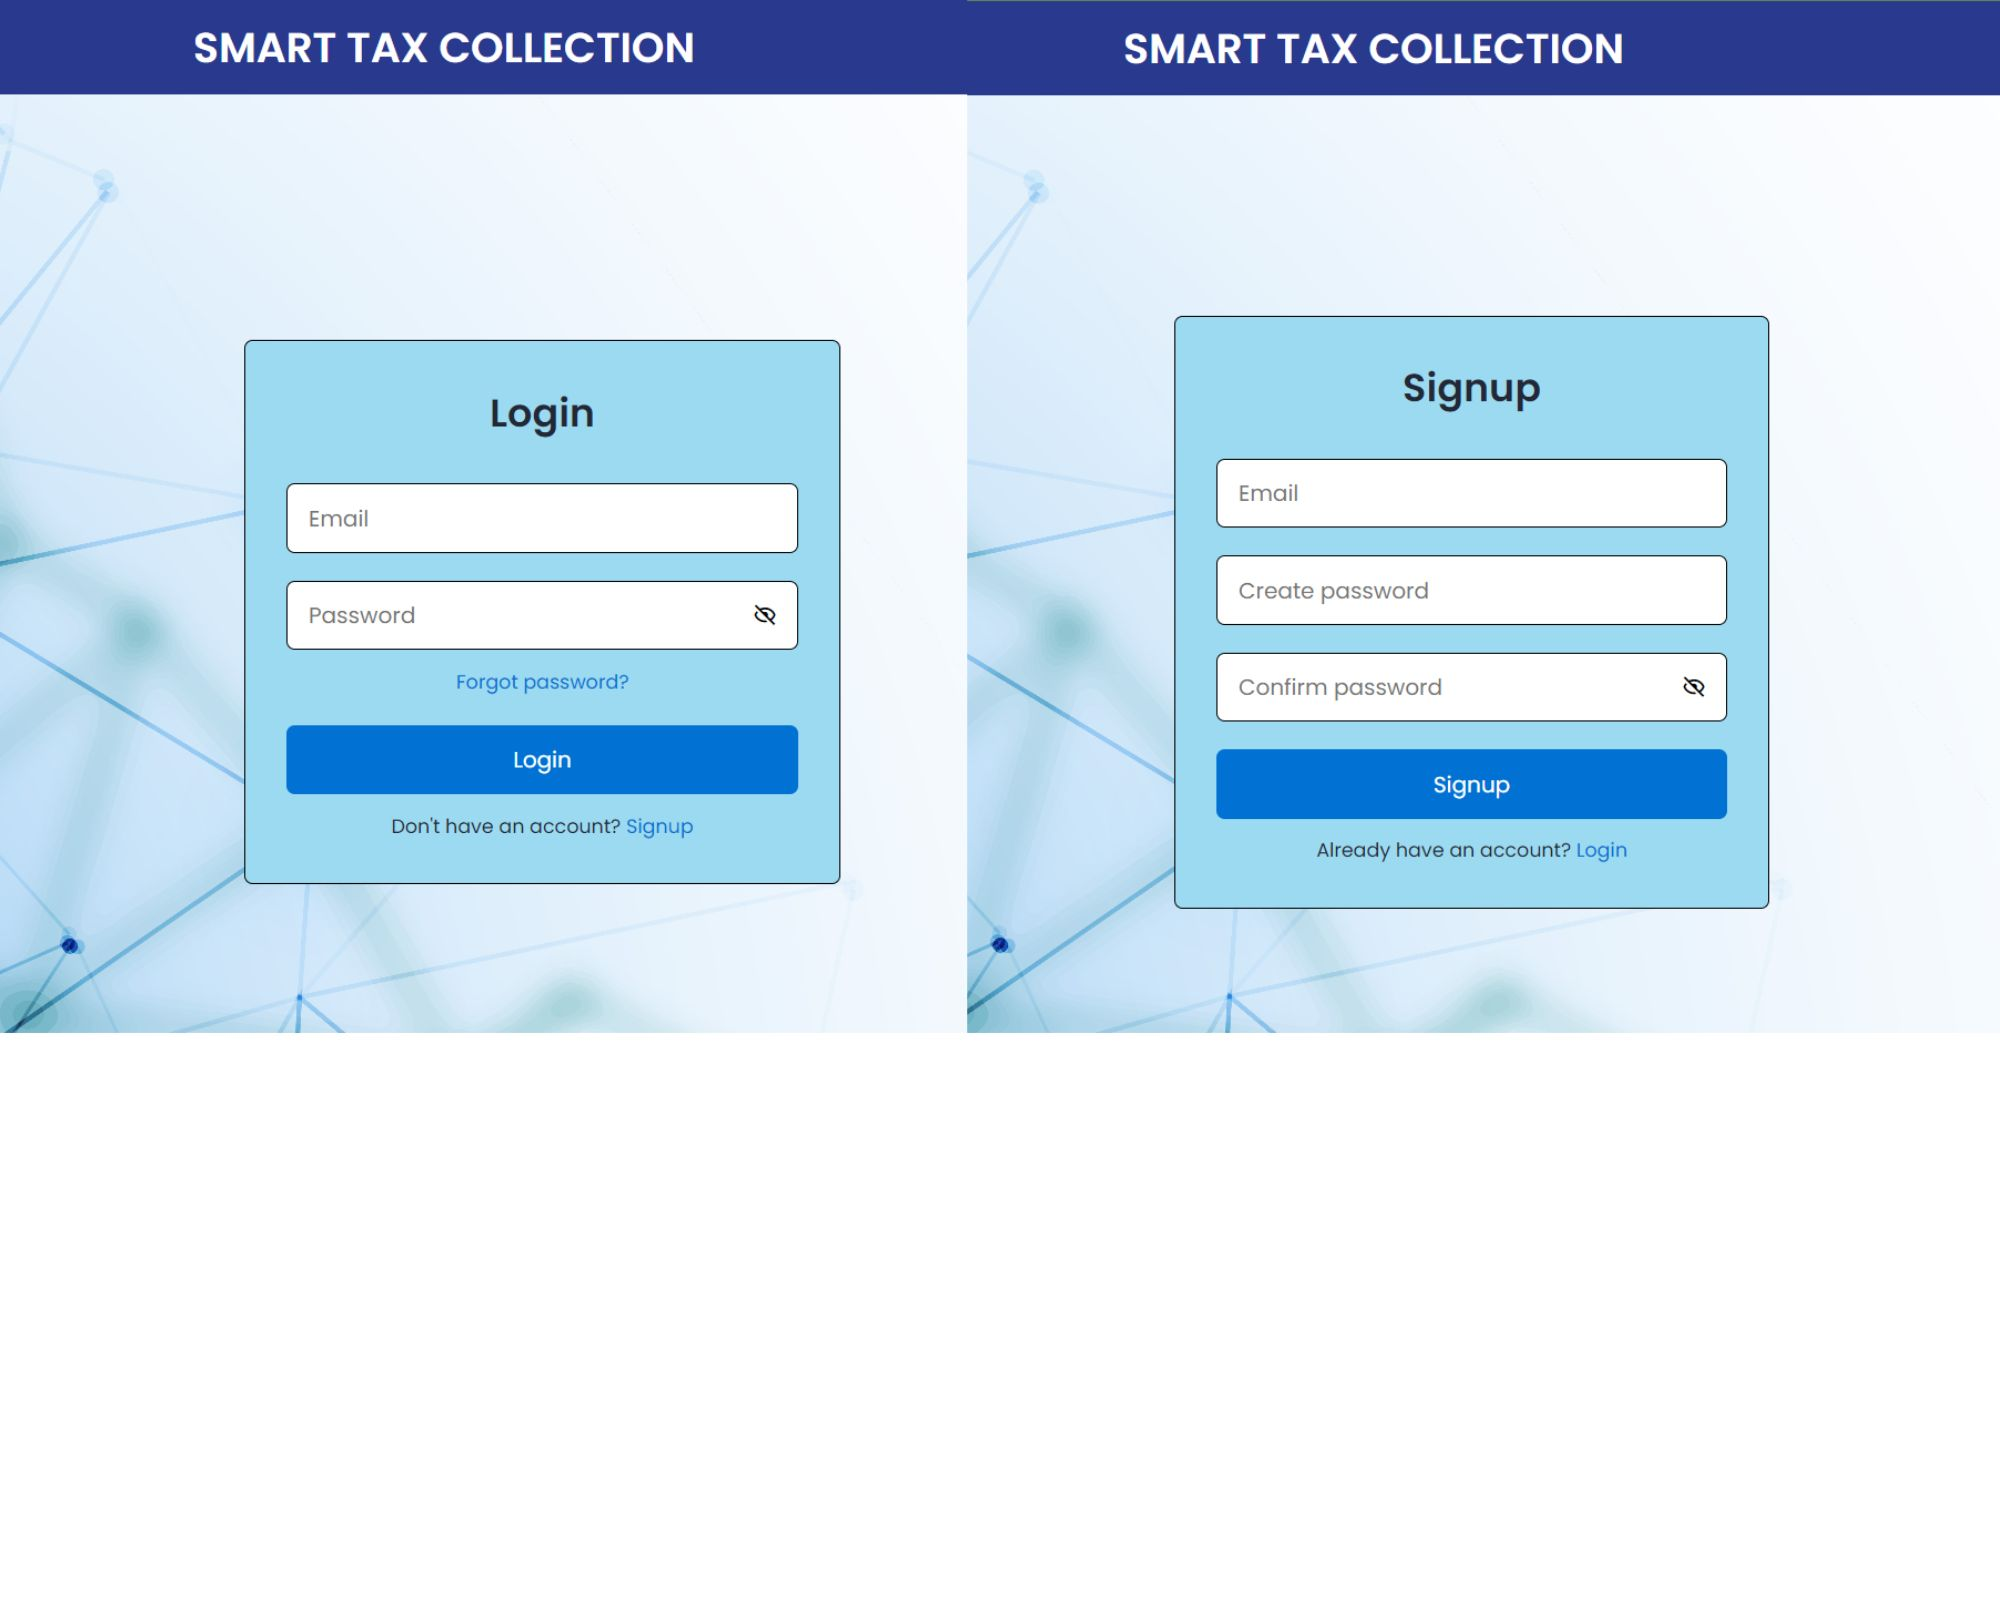 SMART TAX COLLECTION
Login
Email
Password
Forgot password?
Login
Don't have an account? Signup
SMART TAX COLLECTION
Signup
Email
Create password
Confirm password
Signup
Already have an account? Login